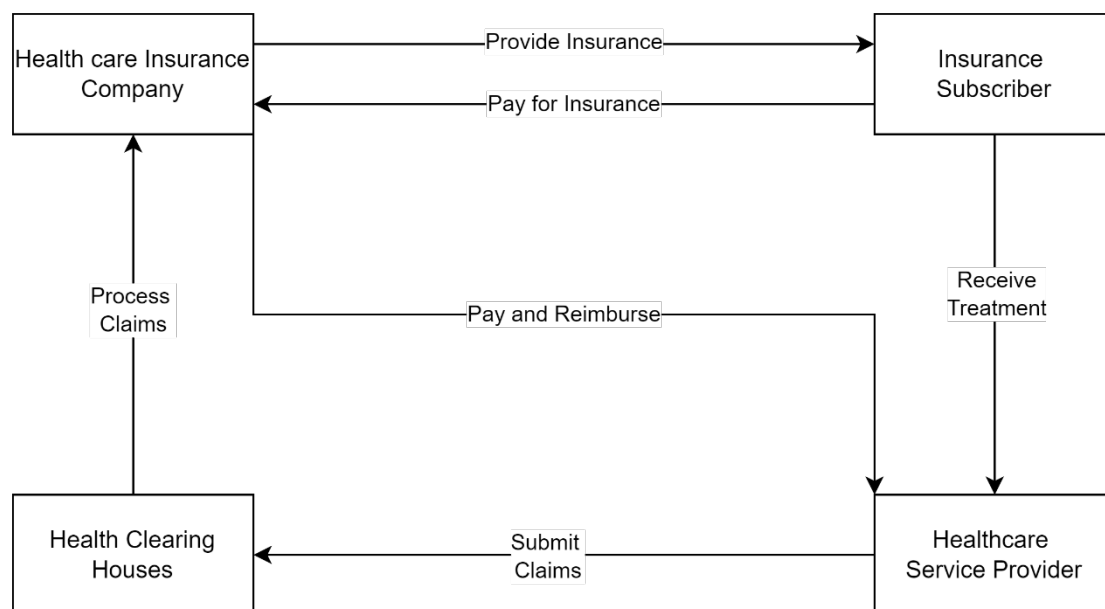 Health care Insurance
Company
Provide Insurance
Insurance
Subscriber
Pay for Insurance
Process
Claims
Pay and Reimburse
Receive
Treatment
Health Clearing
Houses
Submit
Claims
Healthcare
Service Provider